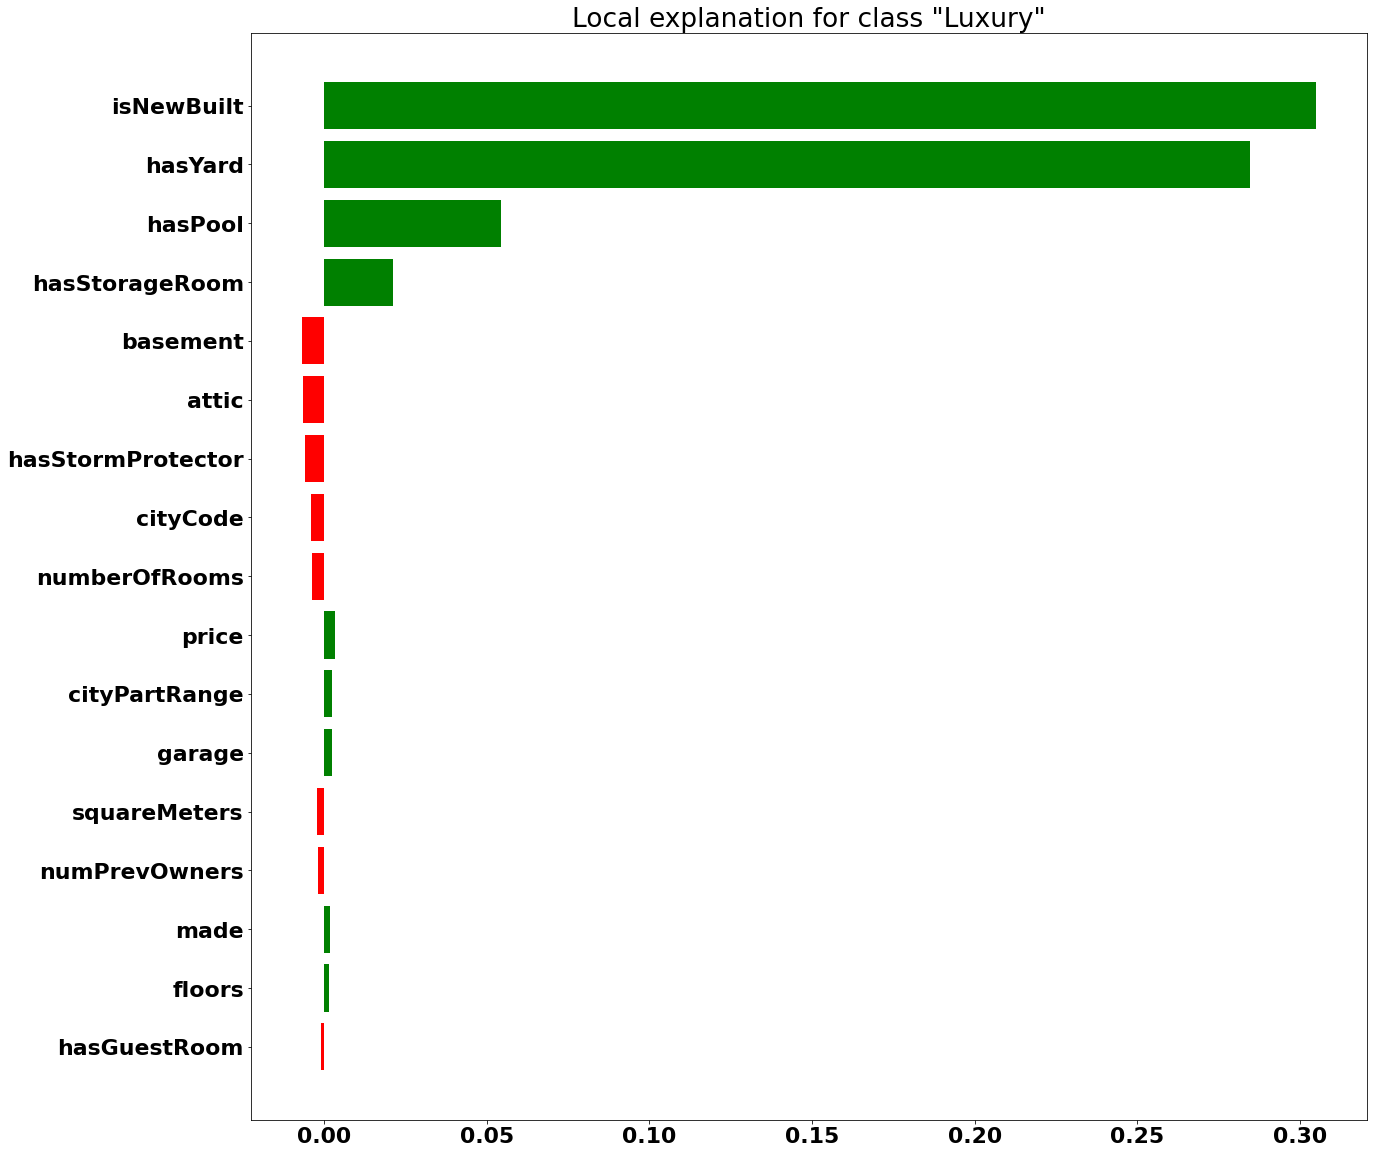 Local explanation for class "Luxury"
isNewBuilt
hasYard
hasPool
hasStorageRoom
basement
attic
hasStormProtector
cityCode
numberOfRooms
price
cityPartRange
garage
squareMeters
numPrevOwners
made
floors
hasGuestRoom
0.00 0.05 0.10 0.15 0.20 0.25 0.30